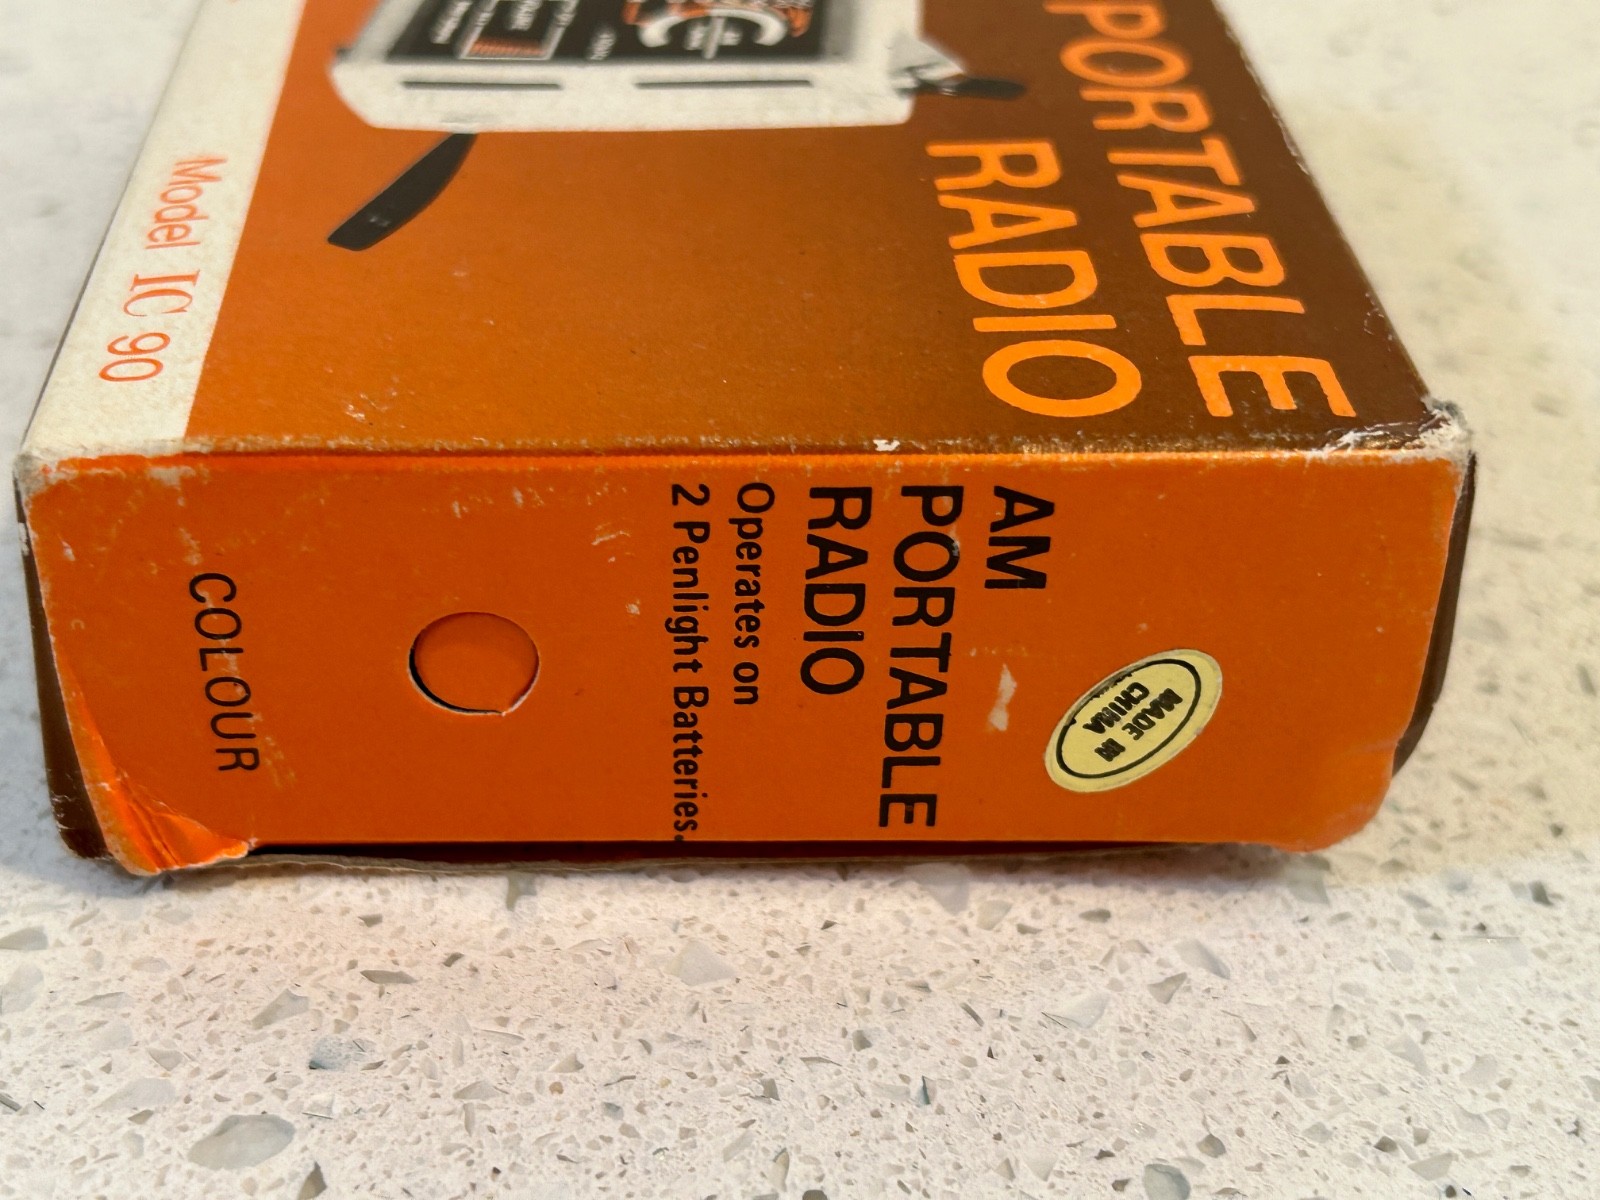 PORTABLE
RADIO
Model IC 90
AM
PORTABLE
RADIO
Operates on
2 Penlight Batteries.
COLOUR
MADE IN
CHINA